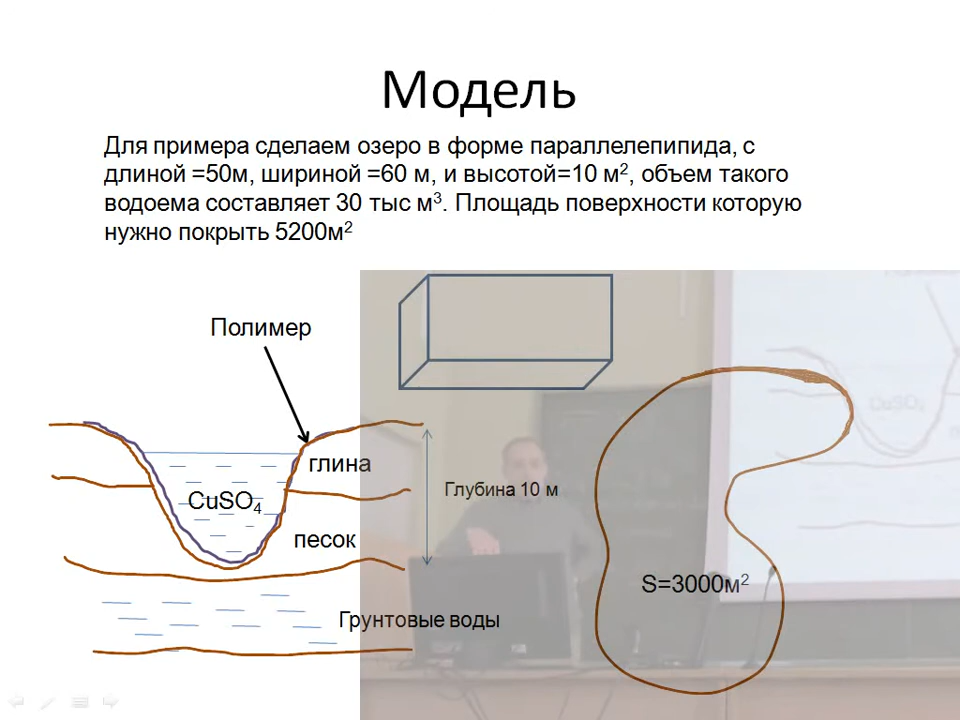 Модель
Для примера сделаем озеро в форме параллелепипида, с
длиной =50м, шириной =60 м, и высотой=10 м², объем такого
водоема составляет 30 тыс м³. Площадь поверхности которую
нужно покрыть 5200м²
Полимер
глина
CuSO₄
Глубина 10 м
песок
S=3000м²
Грунтовые воды
CuSO₄